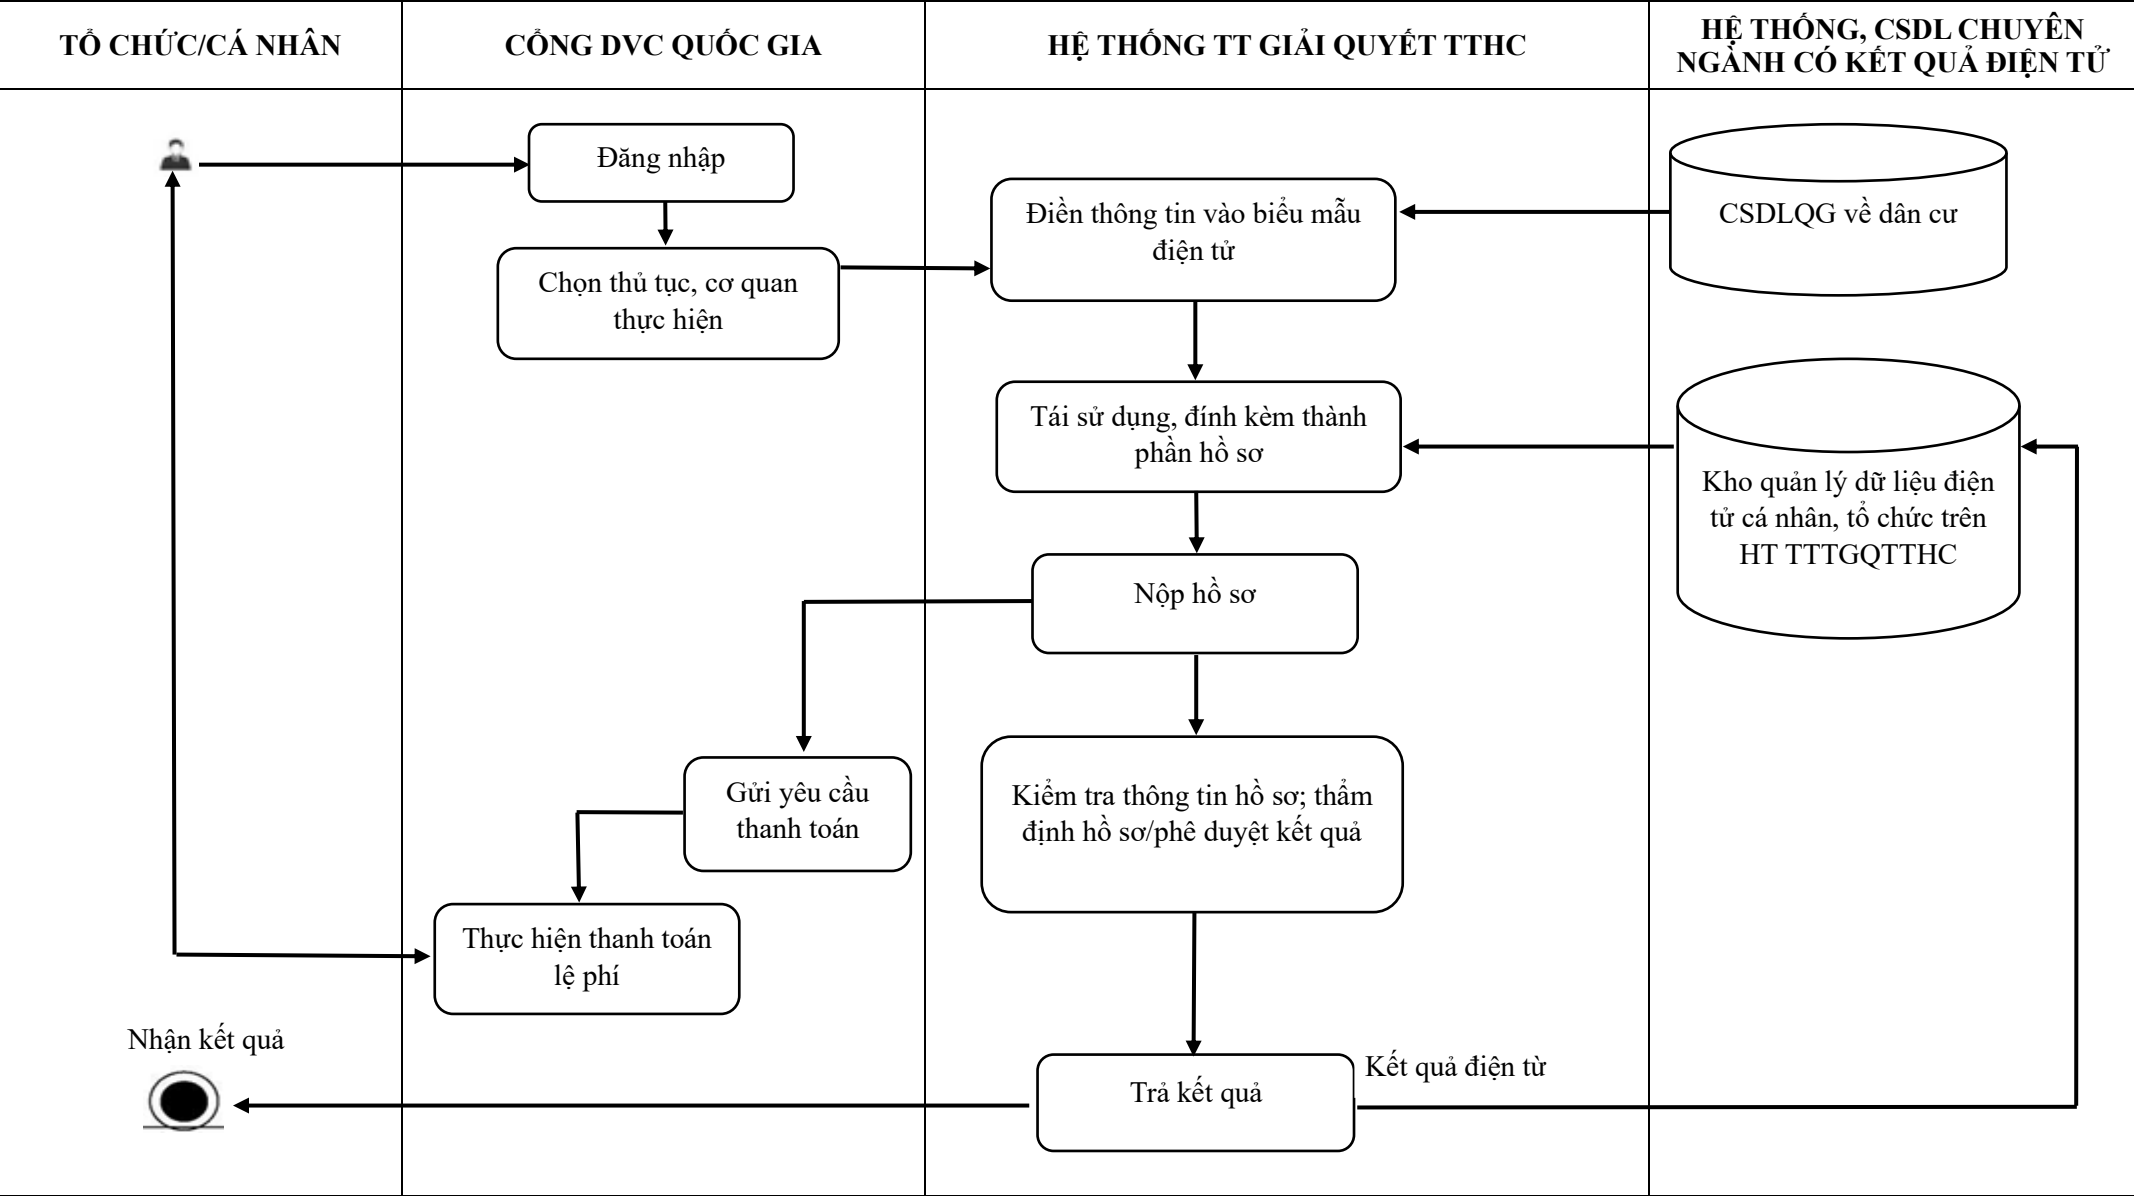 TỔ CHỨC/CÁ NHÂN
CỔNG DVC QUỐC GIA
HỆ THỐNG TT GIẢI QUYẾT TTHC
HỆ THỐNG, CSDL CHUYÊN
NGÀNH CÓ KẾT QUẢ ĐIỆN TỬ
Đăng nhập
Chọn thủ tục, cơ quan
thực hiện
Điền thông tin vào biểu mẫu
điện tử
CSDLQG về dân cư
Tái sử dụng, đính kèm thành
phần hồ sơ
Kho quản lý dữ liệu điện
tử cá nhân, tổ chức trên
HT TTTGQTTHC
Nộp hồ sơ
Gửi yêu cầu
thanh toán
Kiểm tra thông tin hồ sơ; thẩm
định hồ sơ/phê duyệt kết quả
Thực hiện thanh toán
lệ phí
Nhận kết quả
Trả kết quả
Kết quả điện từ